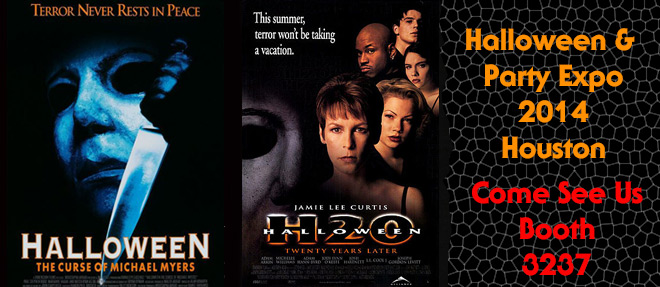 TERROR NEVER RESTS IN PEACE
HALLOWEEN
THE CURSE OF MICHAEL MYERS
This summer,
terror won't be taking
a vacation.
JAMIE LEE CURTIS
H20
HALLOWEEN
TWENTY YEARS LATER
Halloween &
Party Expo
2014
Houston
Come See Us
Booth
3237